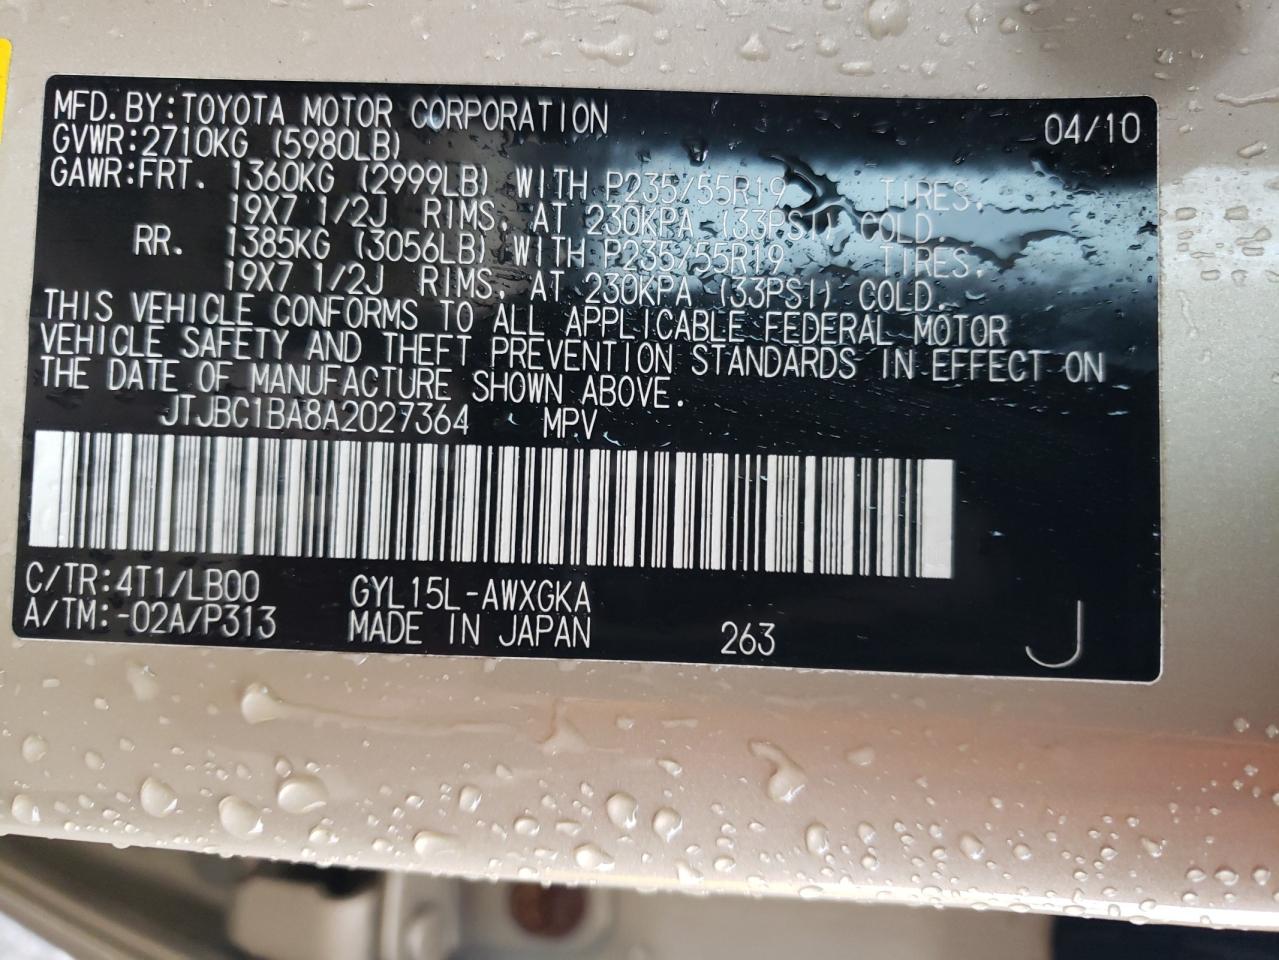 MFD. BY: TOYOTA MOTOR CORPORATION 04/10
GVWR: 2710KG (5980LB)
GAWR: FRT. 1360KG (2999LB) WITH P235/55R19 TIRES,
19X7 1/2J RIMS, AT 230KPA (33PSI) COLD.
RR. 1385KG (3056LB) WITH P235/55R19 TIRES,
19X7 1/2J RIMS, AT 230KPA (33PSI) COLD.
THIS VEHICLE CONFORMS TO ALL APPLICABLE FEDERAL MOTOR
VEHICLE SAFETY AND THEFT PREVENTION STANDARDS IN EFFECT ON
THE DATE OF MANUFACTURE SHOWN ABOVE.
JTJBC1BA8A2027364 MPV
C/TR: 4T1/LB00 GYL15L-AWXGKA
A/TM: -02A/P313 MADE IN JAPAN 263 J